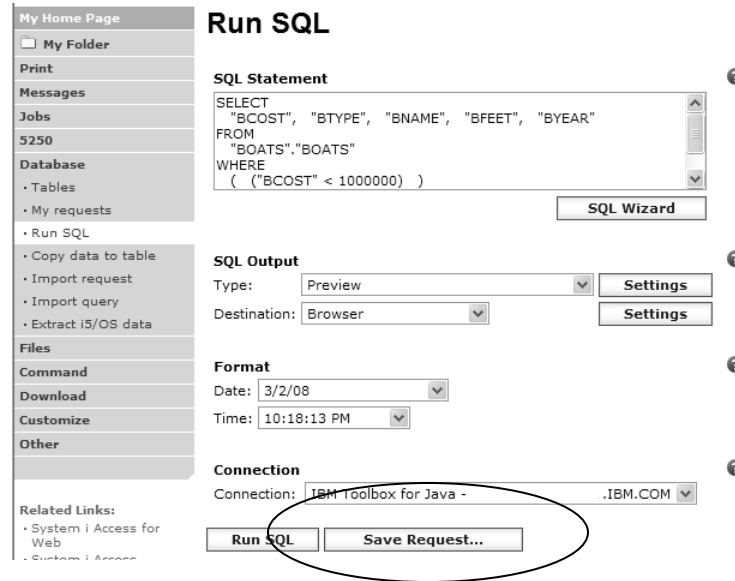 My Home Page
My Folder
Print
Messages
Jobs
5250
Database
• Tables
• My requests
• Run SQL
• Copy data to table
• Import request
• Import query
• Extract i5/OS data
Files
Command
Download
Customize
Other
Related Links:
• System i Access for
Web
• System i Access
Run SQL
SQL Statement
SELECT
"BCOST", "BTYPE", "BNAME", "BFEET", "BYEAR"
FROM
"BOATS"."BOATS"
WHERE
( ("BCOST" < 1000000) )
SQL Wizard
SQL Output
Type: Preview Settings
Destination: Browser Settings
Format
Date: 3/2/08
Time: 10:18:13 PM
Connection
Connection: IBM Toolbox for Java - .IBM.COM
Run SQL Save Request...